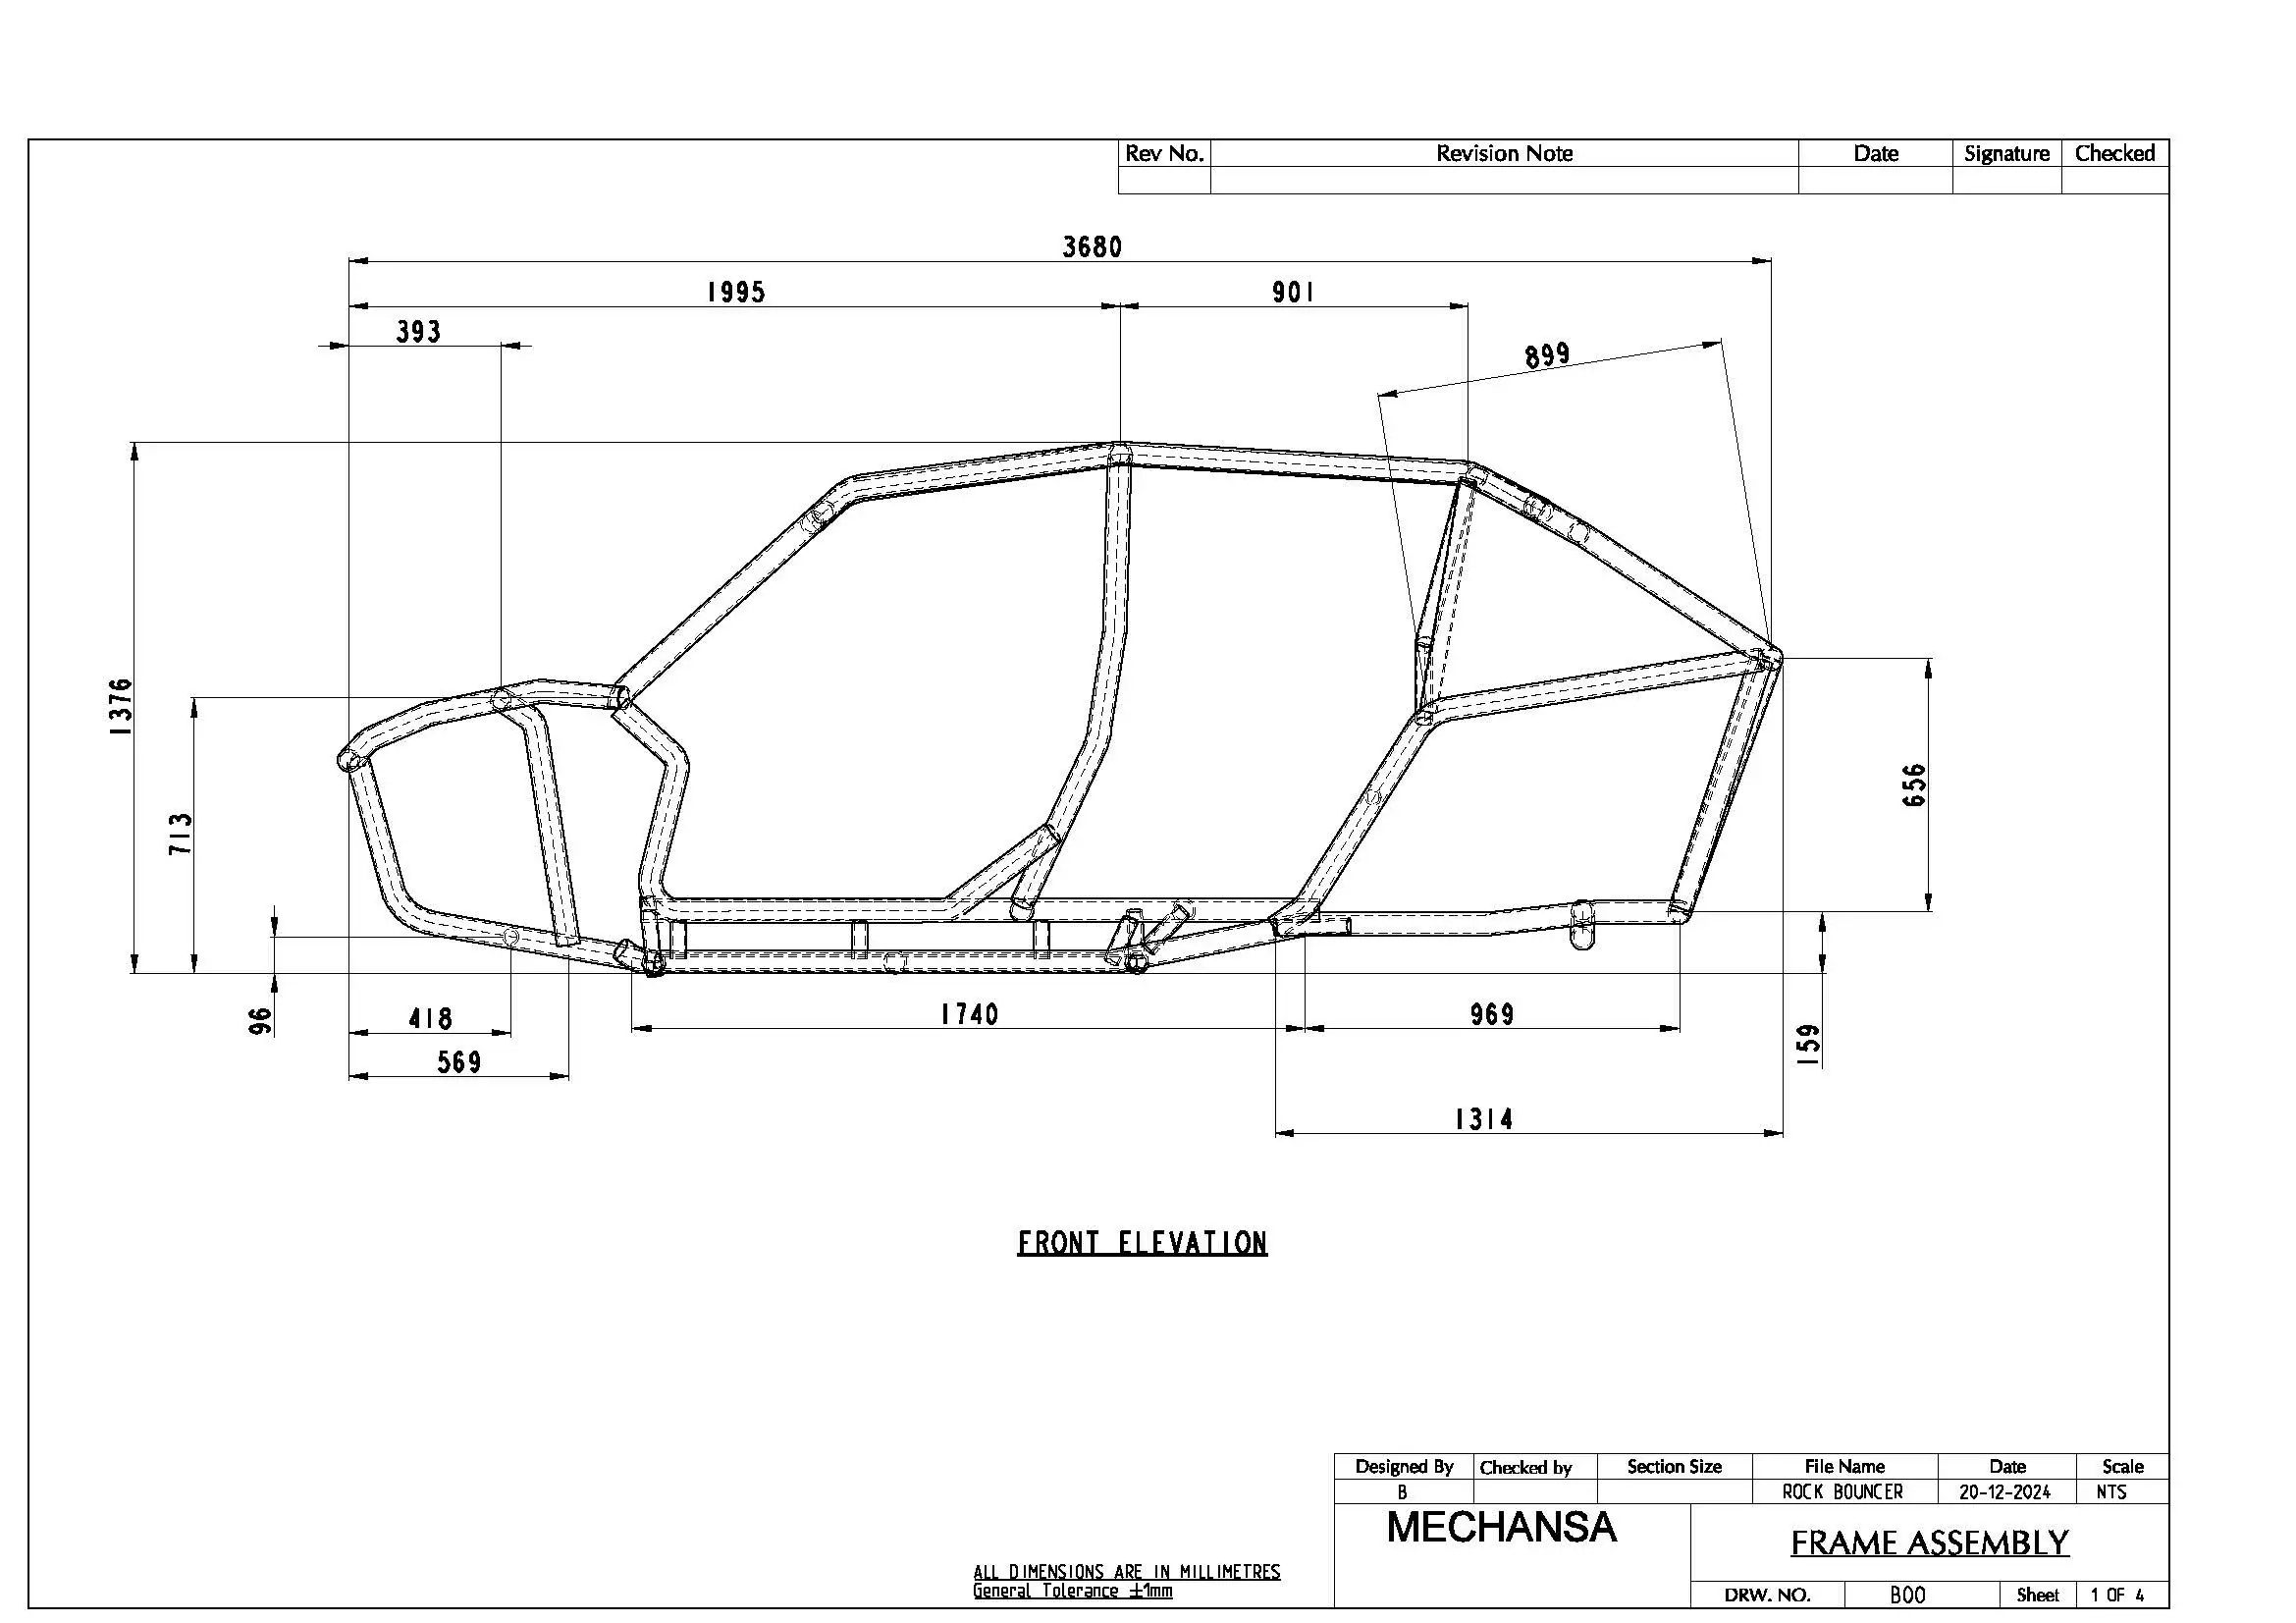 Rev No. Revision Note Date Signature Checked
3680
1995 901
393
899
1376
713
656
96
418 1740 969
159
569
1314
FRONT ELEVATION
Designed By Checked by Section Size File Name Date Scale
B ROCK BOUNCER 20-12-2024 NTS
MECHANSA
FRAME ASSEMBLY
ALL DIMENSIONS ARE IN MILLIMETRES
General Tolerance ±1mm
DRW. NO. B00 Sheet 1 OF 4